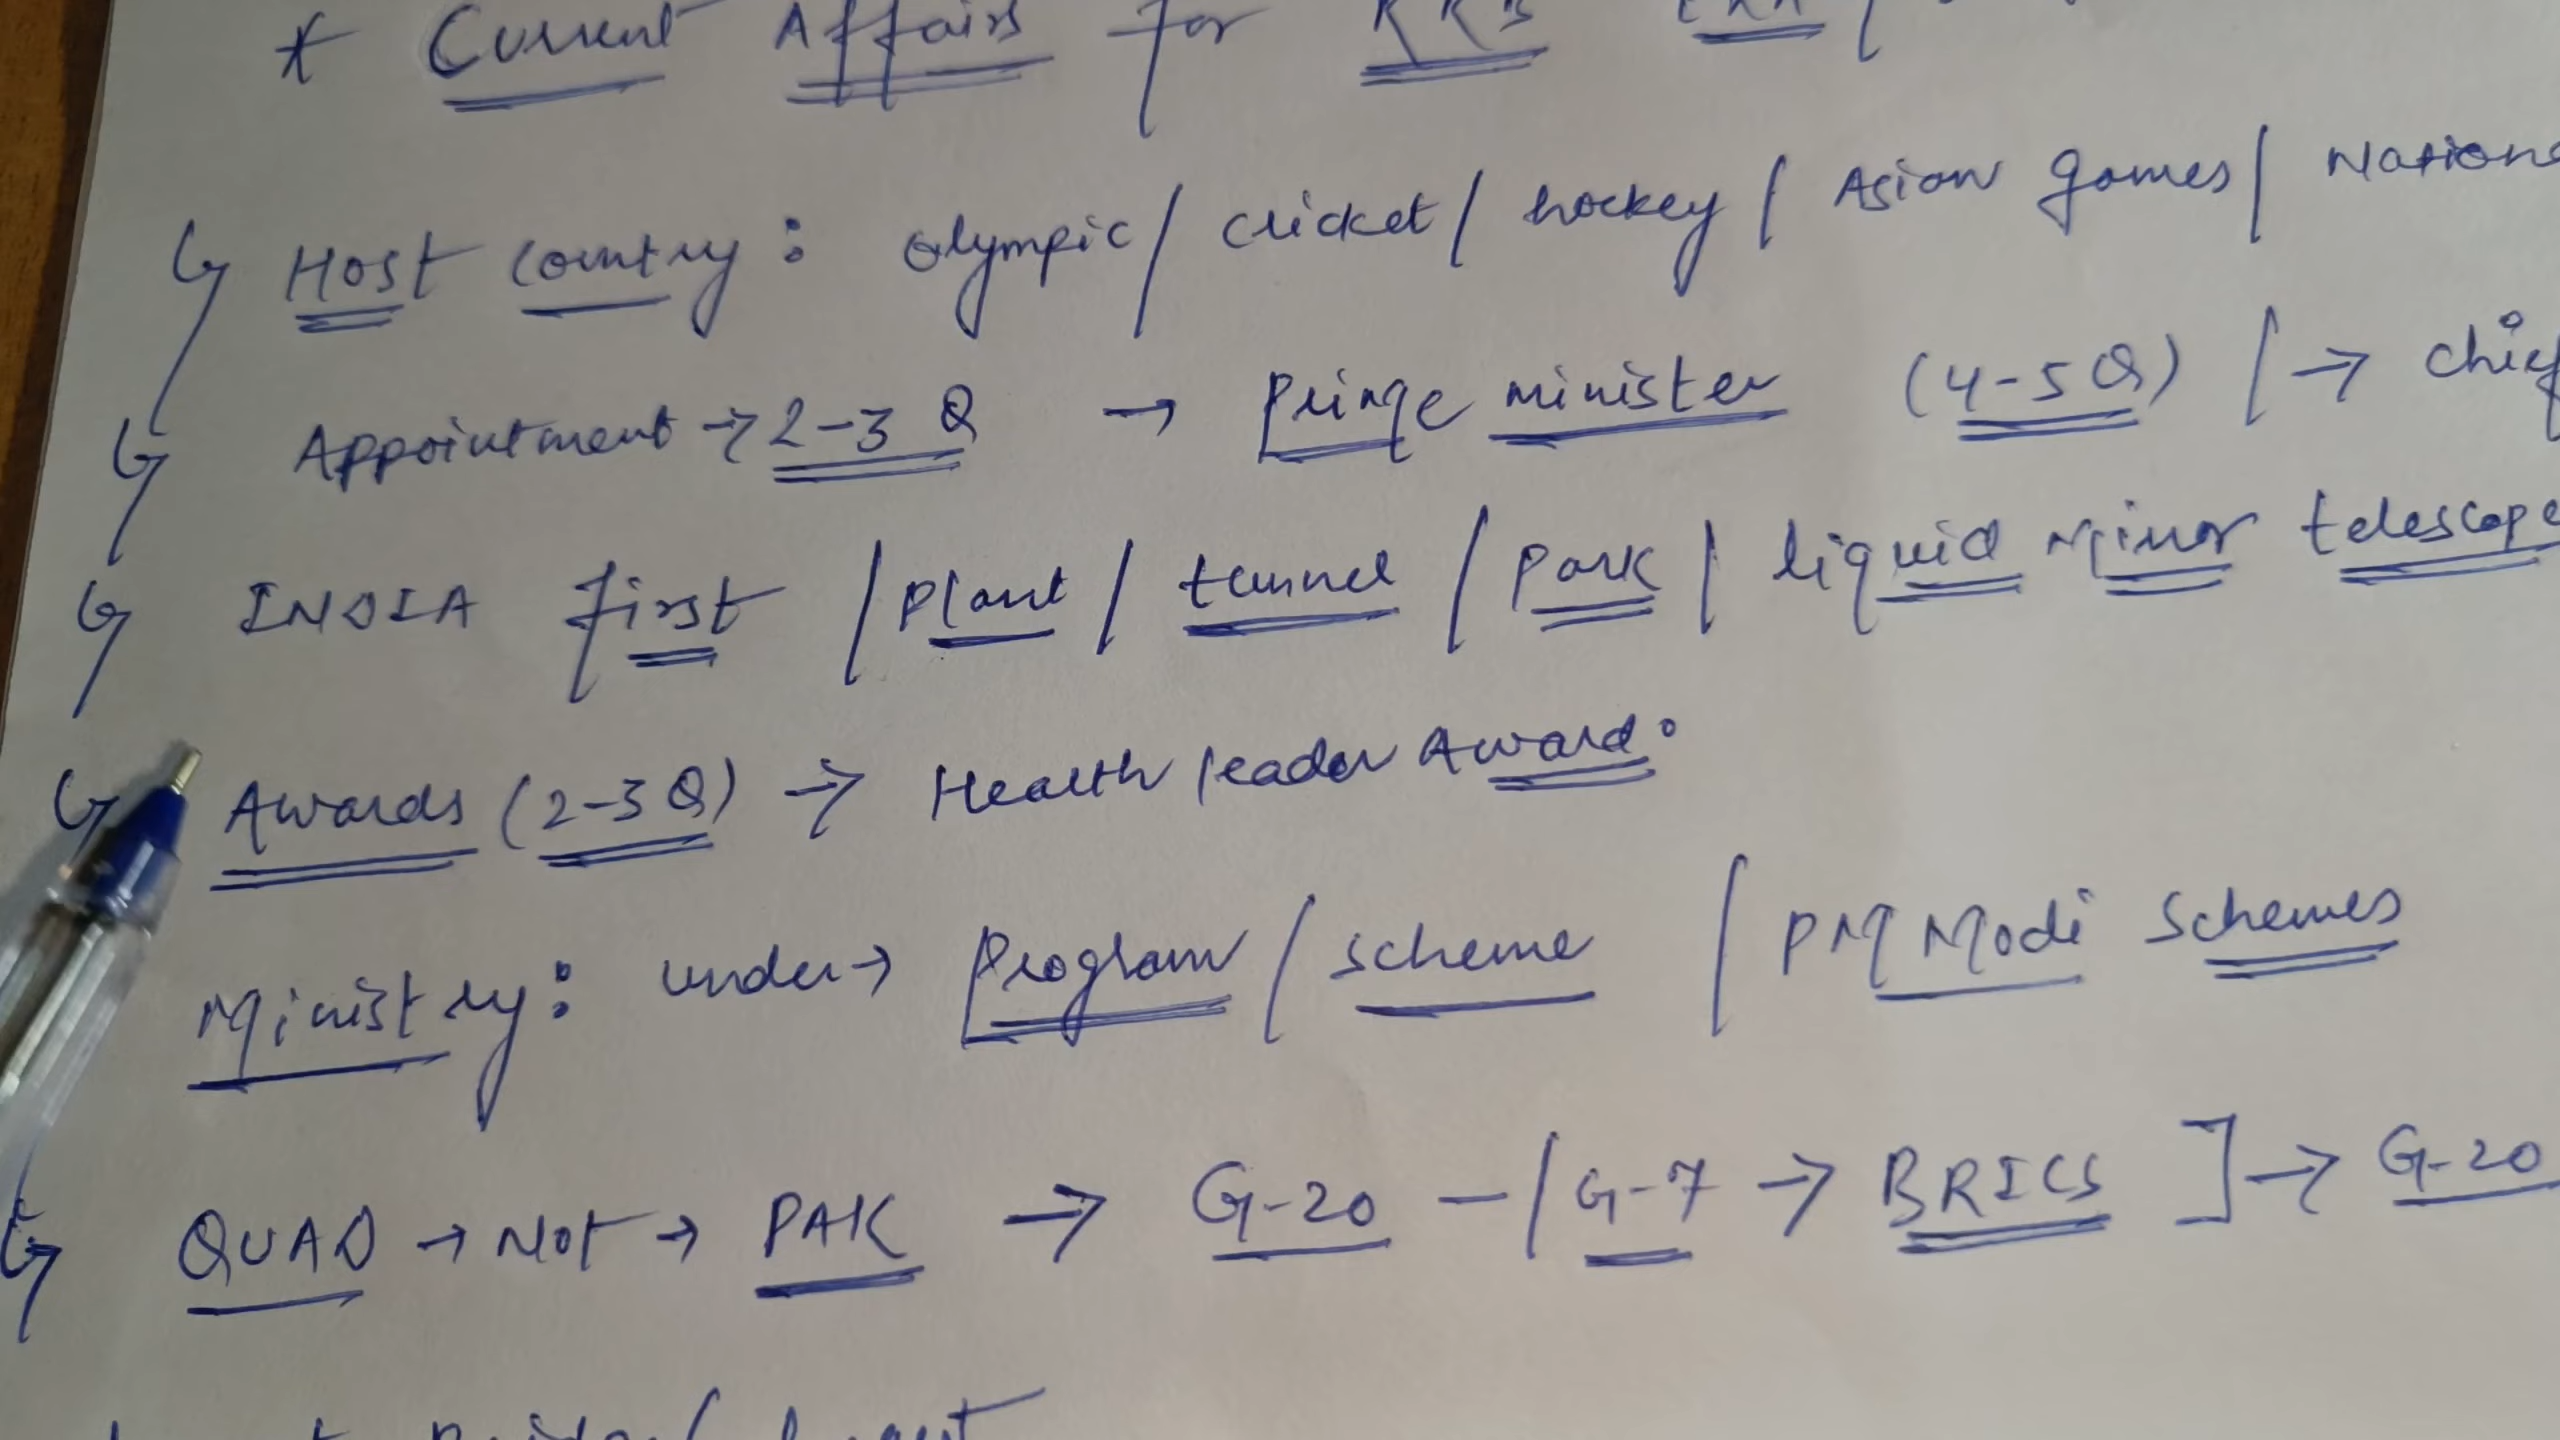 * Current Affairs for RRB
Host Country: Olympic/ Cricket/ hockey/ Asian Games/ Nation
Appointment → 2-3 Q → Prime minister (4-5 Q) / → Chief
INDIA first / Plant / tunnel / Park / liquid Mirror telescope
Awards (2-3 Q) → Health leader Award:
Ministry: under → Program / scheme / PM Modi Schemes
QUAD → Not → PAK → G-20 - / G-7 → BRICS ] → G-20